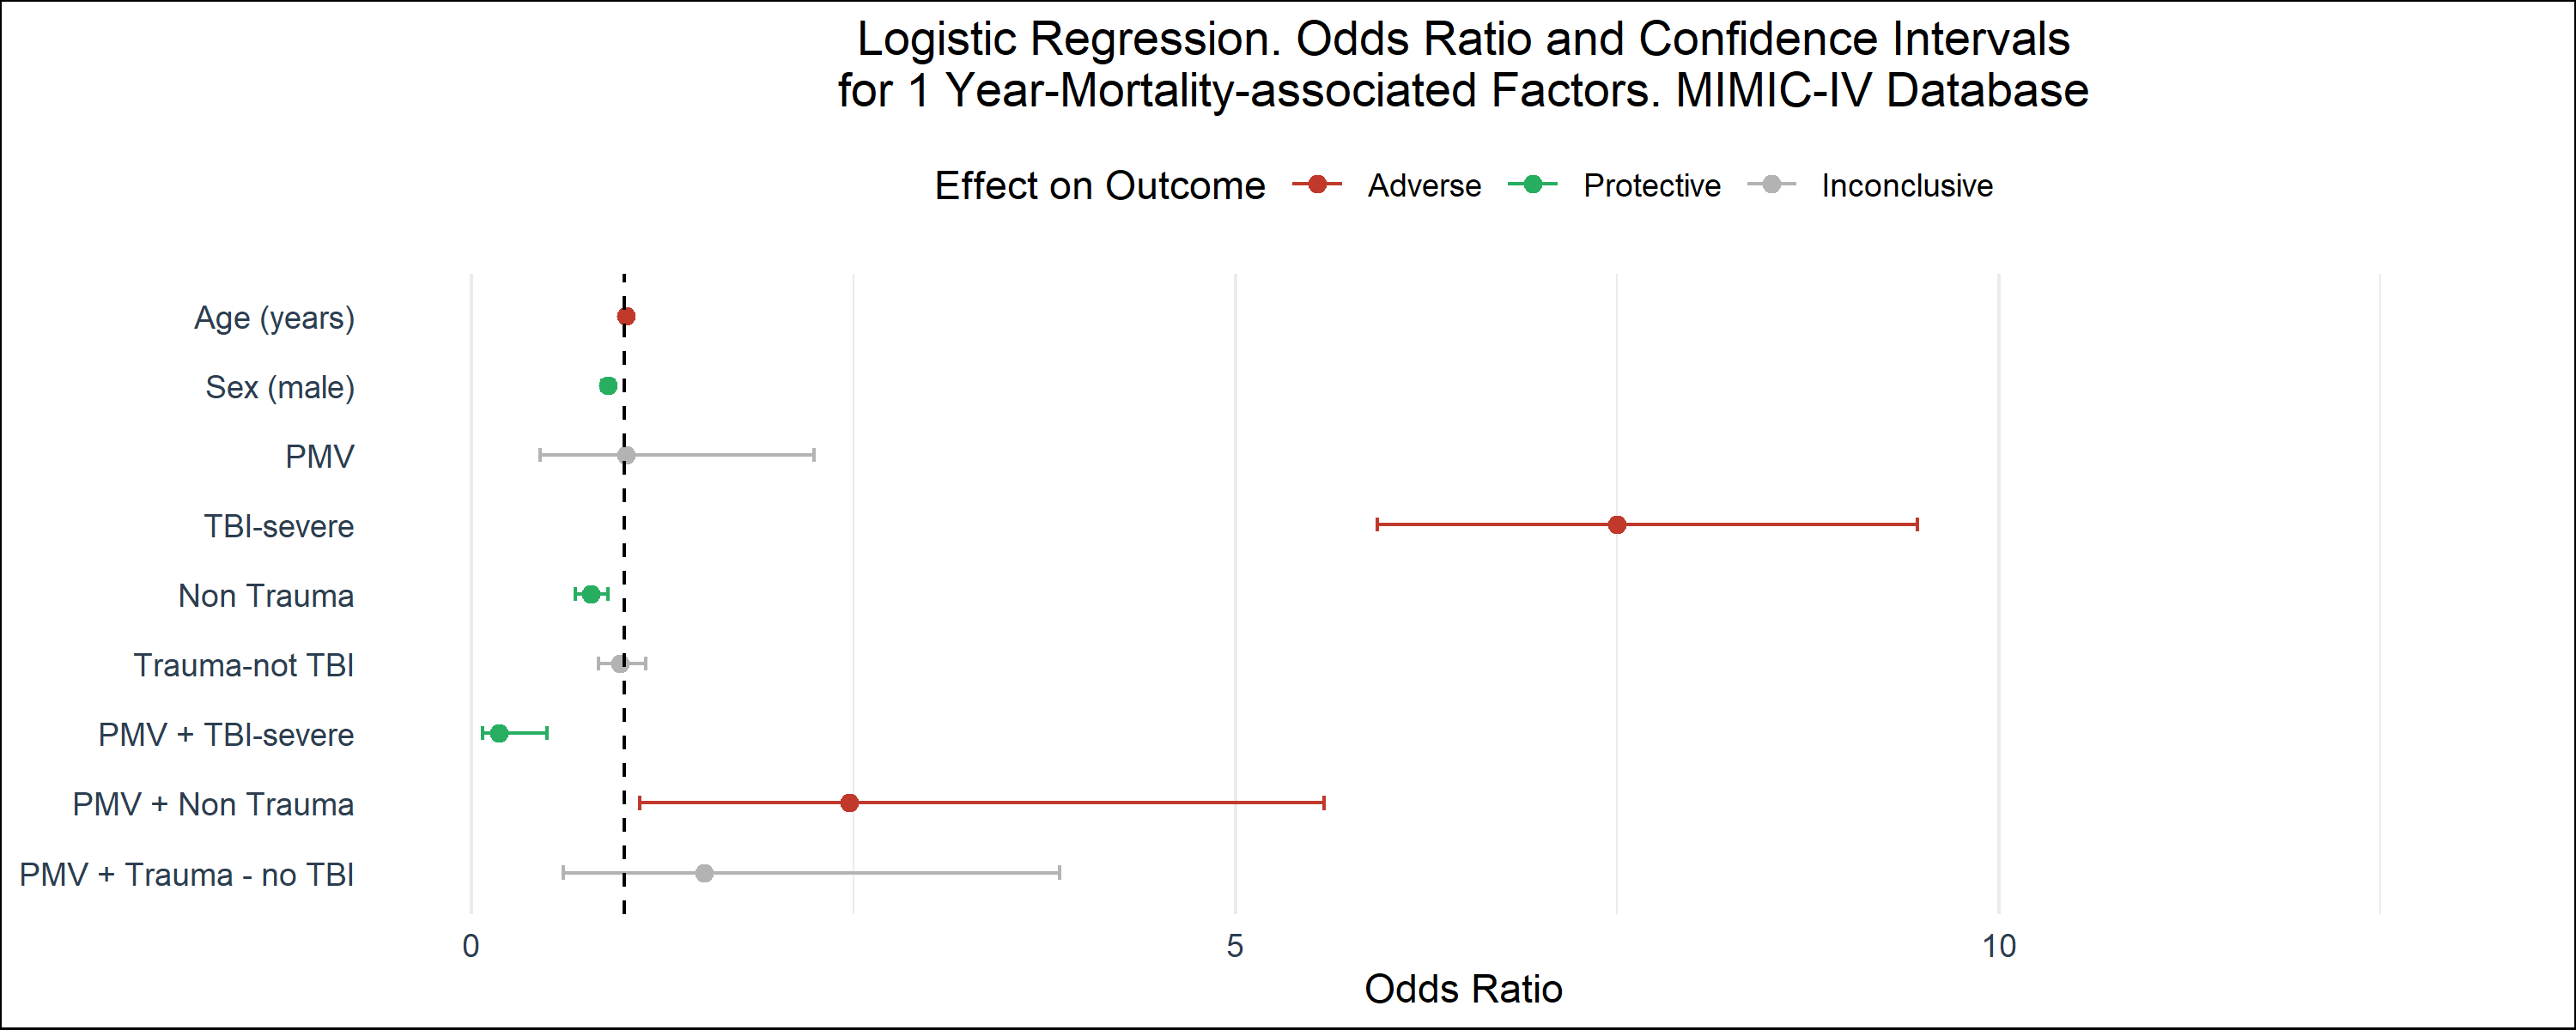 Logistic Regression. Odds Ratio and Confidence Intervals
for 1 Year-Mortality-associated Factors. MIMIC-IV Database
Effect on Outcome Adverse Protective Inconclusive
Age (years)
Sex (male)
PMV
TBI-severe
Non Trauma
Trauma-not TBI
PMV + TBI-severe
PMV + Non Trauma
PMV + Trauma - no TBI
0 5 10
Odds Ratio